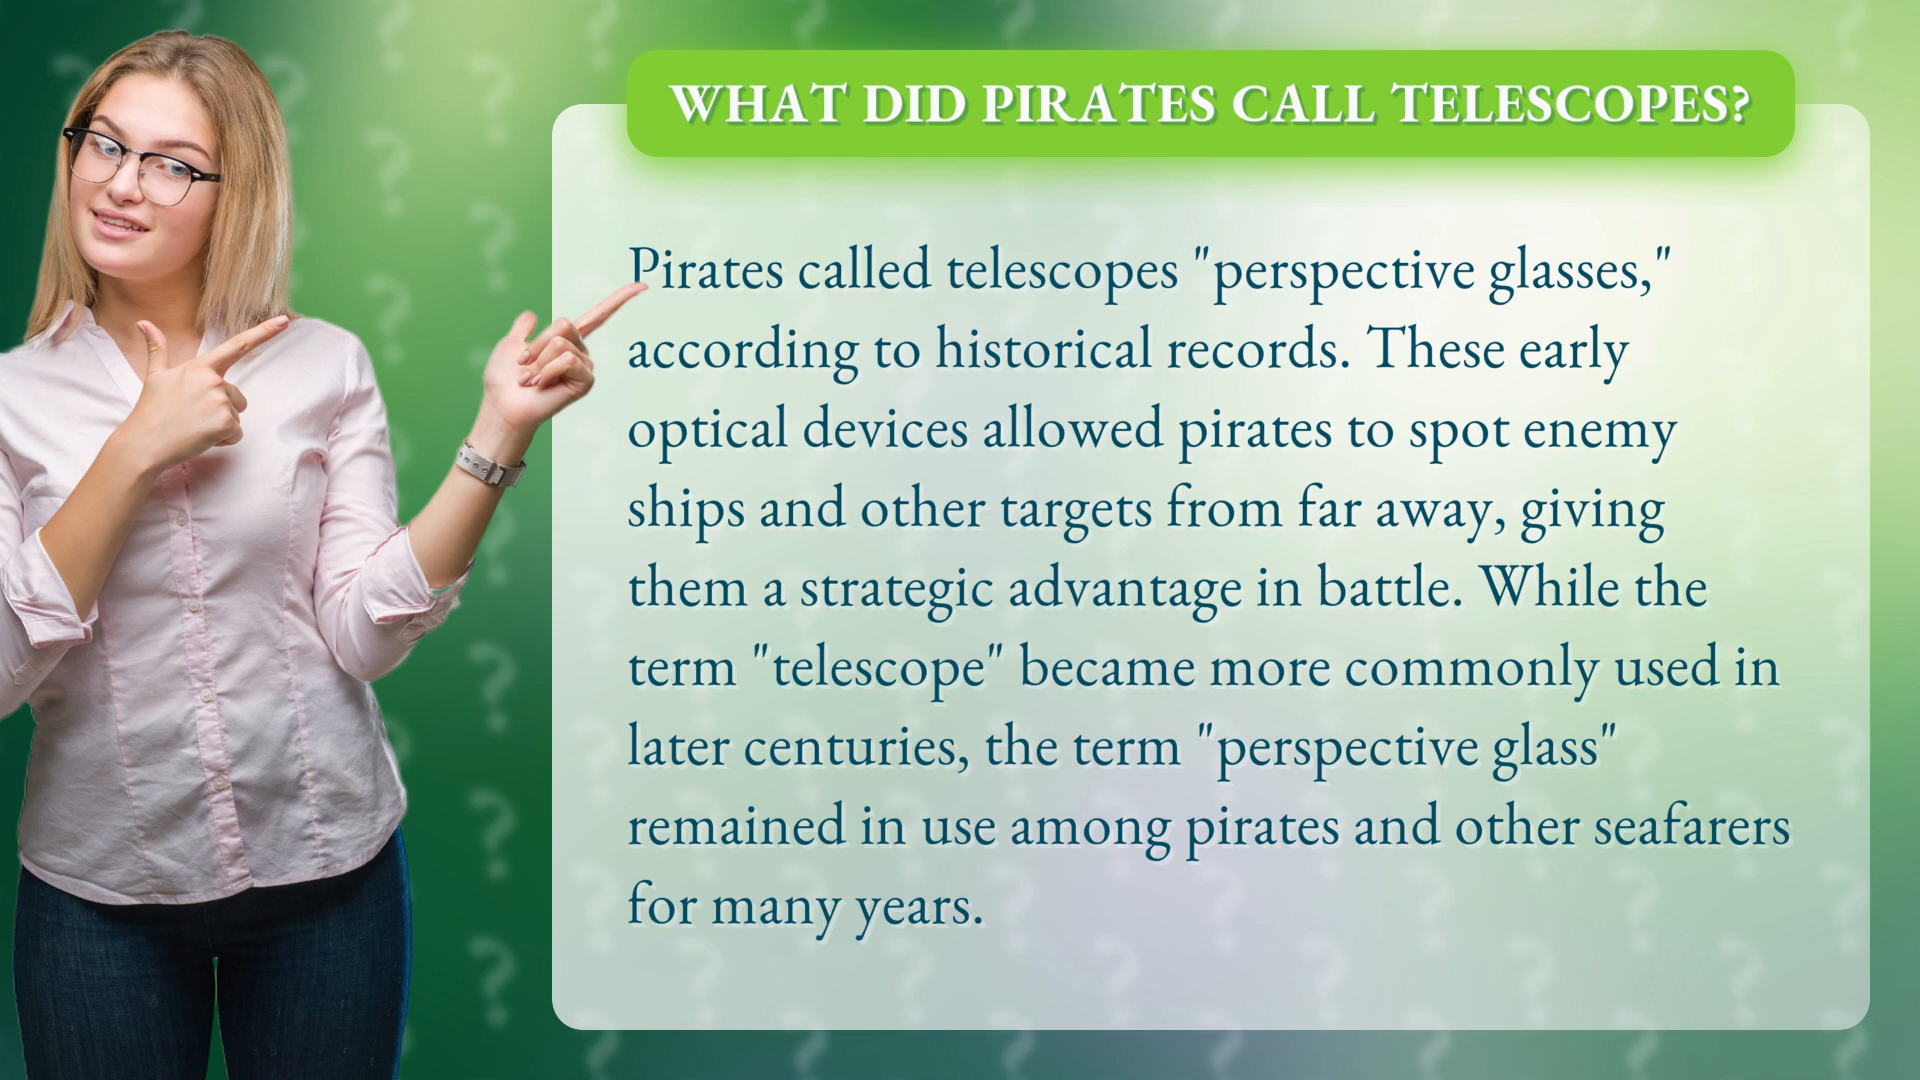 WHAT DID PIRATES CALL TELESCOPES?
Pirates called telescopes "perspective glasses,"
according to historical records. These early
optical devices allowed pirates to spot enemy
ships and other targets from far away, giving
them a strategic advantage in battle. While the
term "telescope" became more commonly used in
later centuries, the term "perspective glass"
remained in use among pirates and other seafarers
for many years.